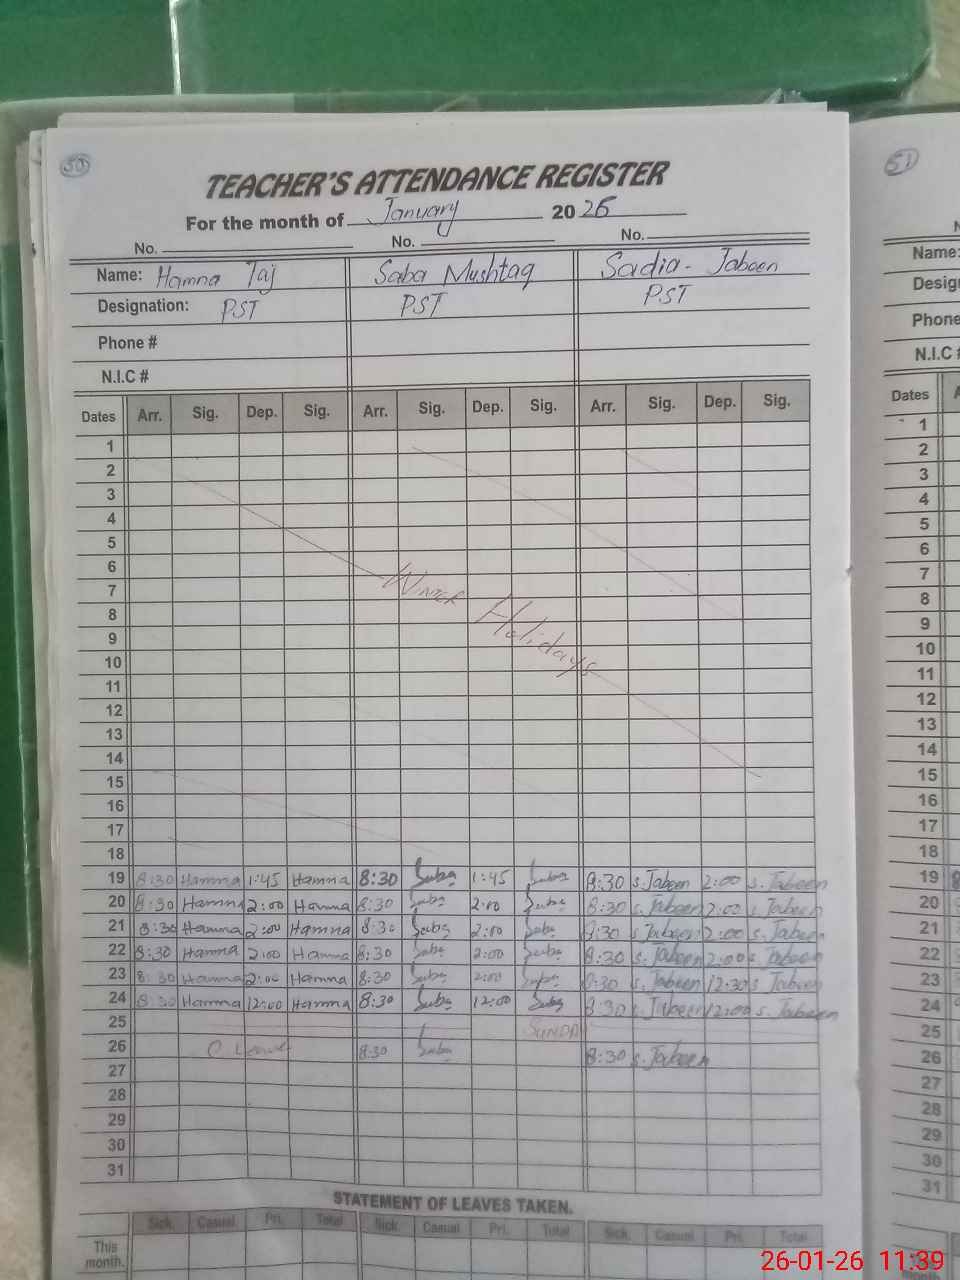 50
51
TEACHER'S ATTENDANCE REGISTER
For the month of January 2026
No. No. No.
Name: Hamna Taj Saba Mushtaq Sadia - Jabeen
Designation: PST PST PST
Phone #
N.I.C #
Dates Arr. Sig. Dep. Sig. Arr. Sig. Dep. Sig. Arr. Sig. Dep. Sig.
1
2
3
4
5
6
7
8
9
10
11
12
13
14
15
16
17
18
Winter Holidays
19 8:30 Hamna 1:45 Hamna 8:30 Saba 1:45 Saba 8:30 S. Jabeen 2:00 S. Jabeen
20 8:30 Hamna 2:00 Hamna 8:30 Saba 2:00 Saba 8:30 S. Jabeen 2:00 S. Jabeen
21 8:30 Hamna 2:00 Hamna 8:30 Saba 2:00 Saba 8:30 S. Jabeen 2:00 S. Jabeen
22 8:30 Hamna 2:00 Hamna 8:30 Saba 2:00 Saba 8:30 S. Jabeen 2:00 S. Jabeen
23 8:30 Hamna 2:00 Hamna 8:30 Saba 2:00 Saba 8:30 S. Jabeen 12:30 S. Jabeen
24 8:30 Hamna 12:00 Hamna 8:30 Saba 12:00 Saba 8:30 S. Jabeen 12:00 S. Jabeen
25 SUNDAY
26 C Leave 8:30 Saba 8:30 S. Jabeen
27
28
29
30
31
STATEMENT OF LEAVES TAKEN.
Sick. Casual. Pri. Total Sick. Casual Pri. Total Sick. Casual Pri. Total
This month.
Name:
Phone
N.I.C #
Dates
1
2
3
4
5
6
7
8
9
10
11
12
13
14
15
16
17
18
19
20
21
22
23
24
25
26
27
28
29
30
31
26-01-26 11:39